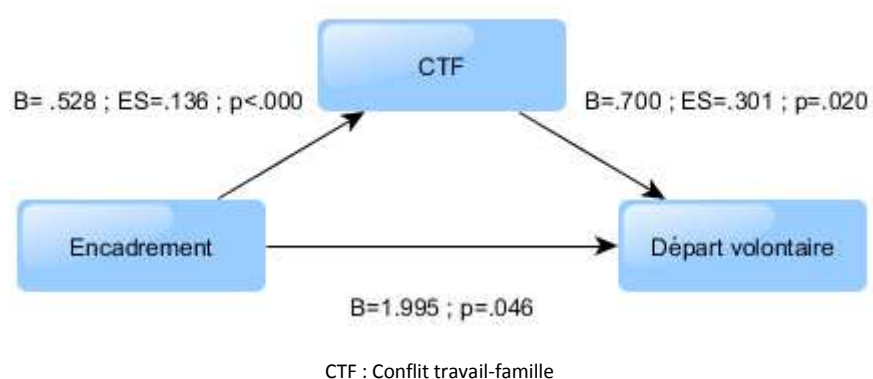 CTF
B= .528 ; ES=.136 ; p<.000
B=.700 ; ES=.301 ; p=.020
Encadrement
Départ volontaire
B=1.995 ; p=.046
CTF : Conflit travail-famille